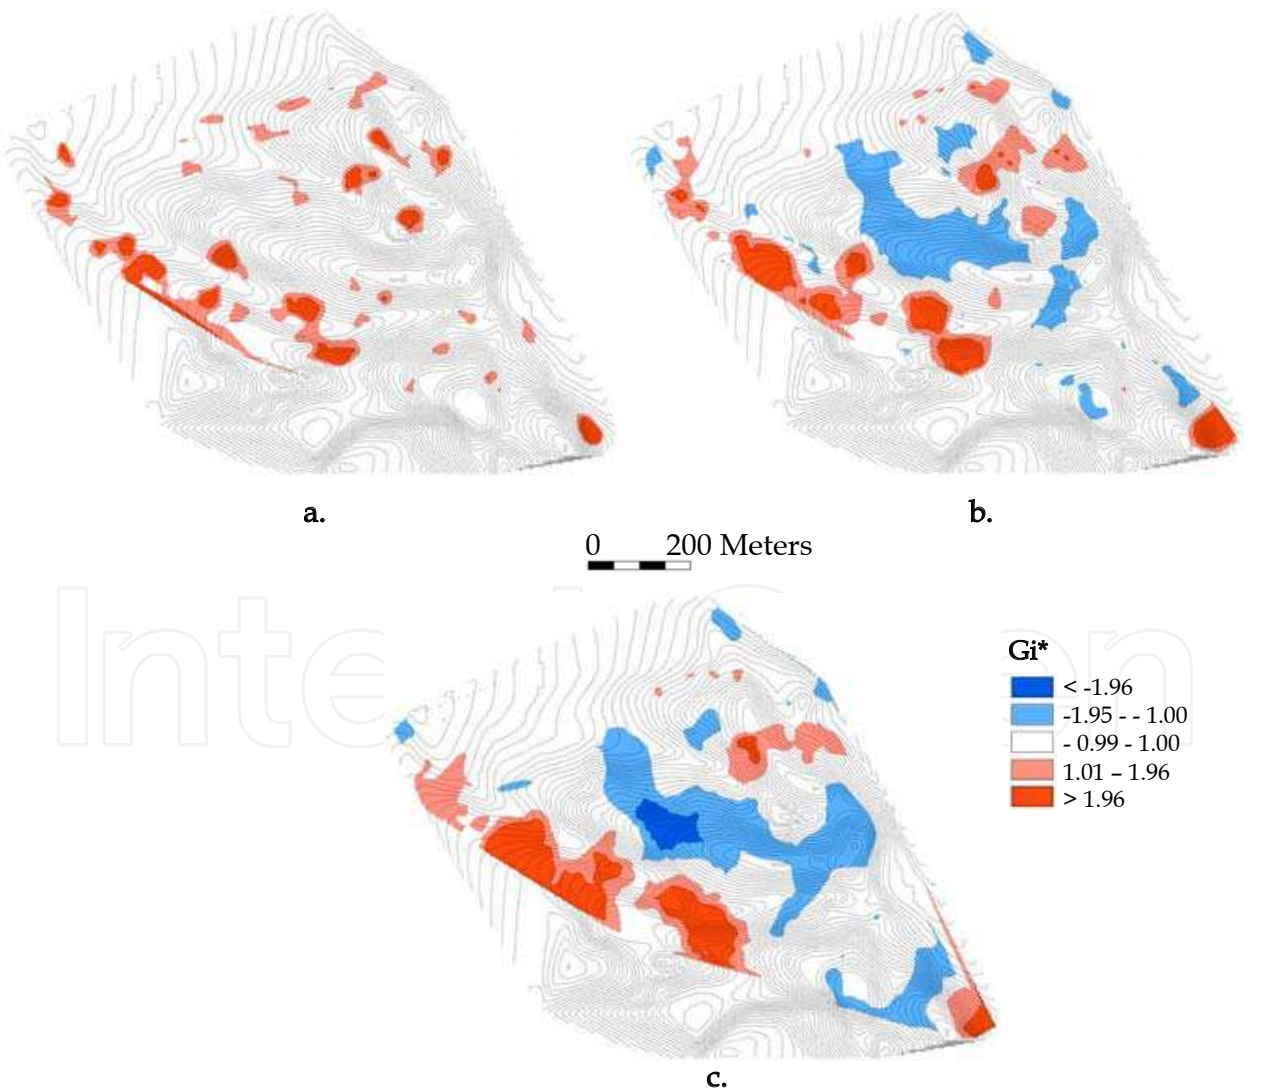 a.
b.
0 200 Meters
Gi*
< -1.96
-1.95 - - 1.00
- 0.99 - 1.00
1.01 – 1.96
> 1.96
c.